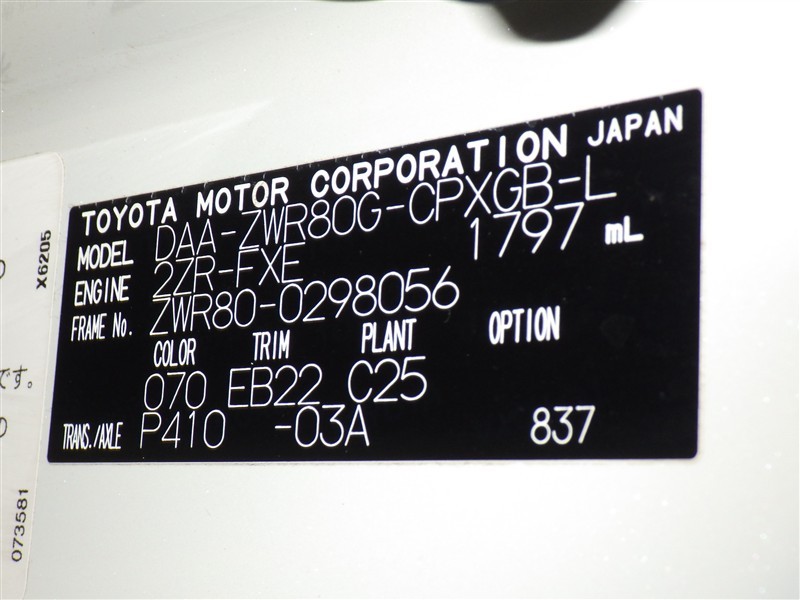 TOYOTA MOTOR CORPORATION JAPAN
MODEL DAA-ZWR80G-CPXGB-L
ENGINE 2ZR-FXE 1797 mL
FRAME No. ZWR80-0298056
COLOR TRIM PLANT OPTION
070 EB22 C25
TRANS./AXLE P410 -03A 837
X6205
です。
073581